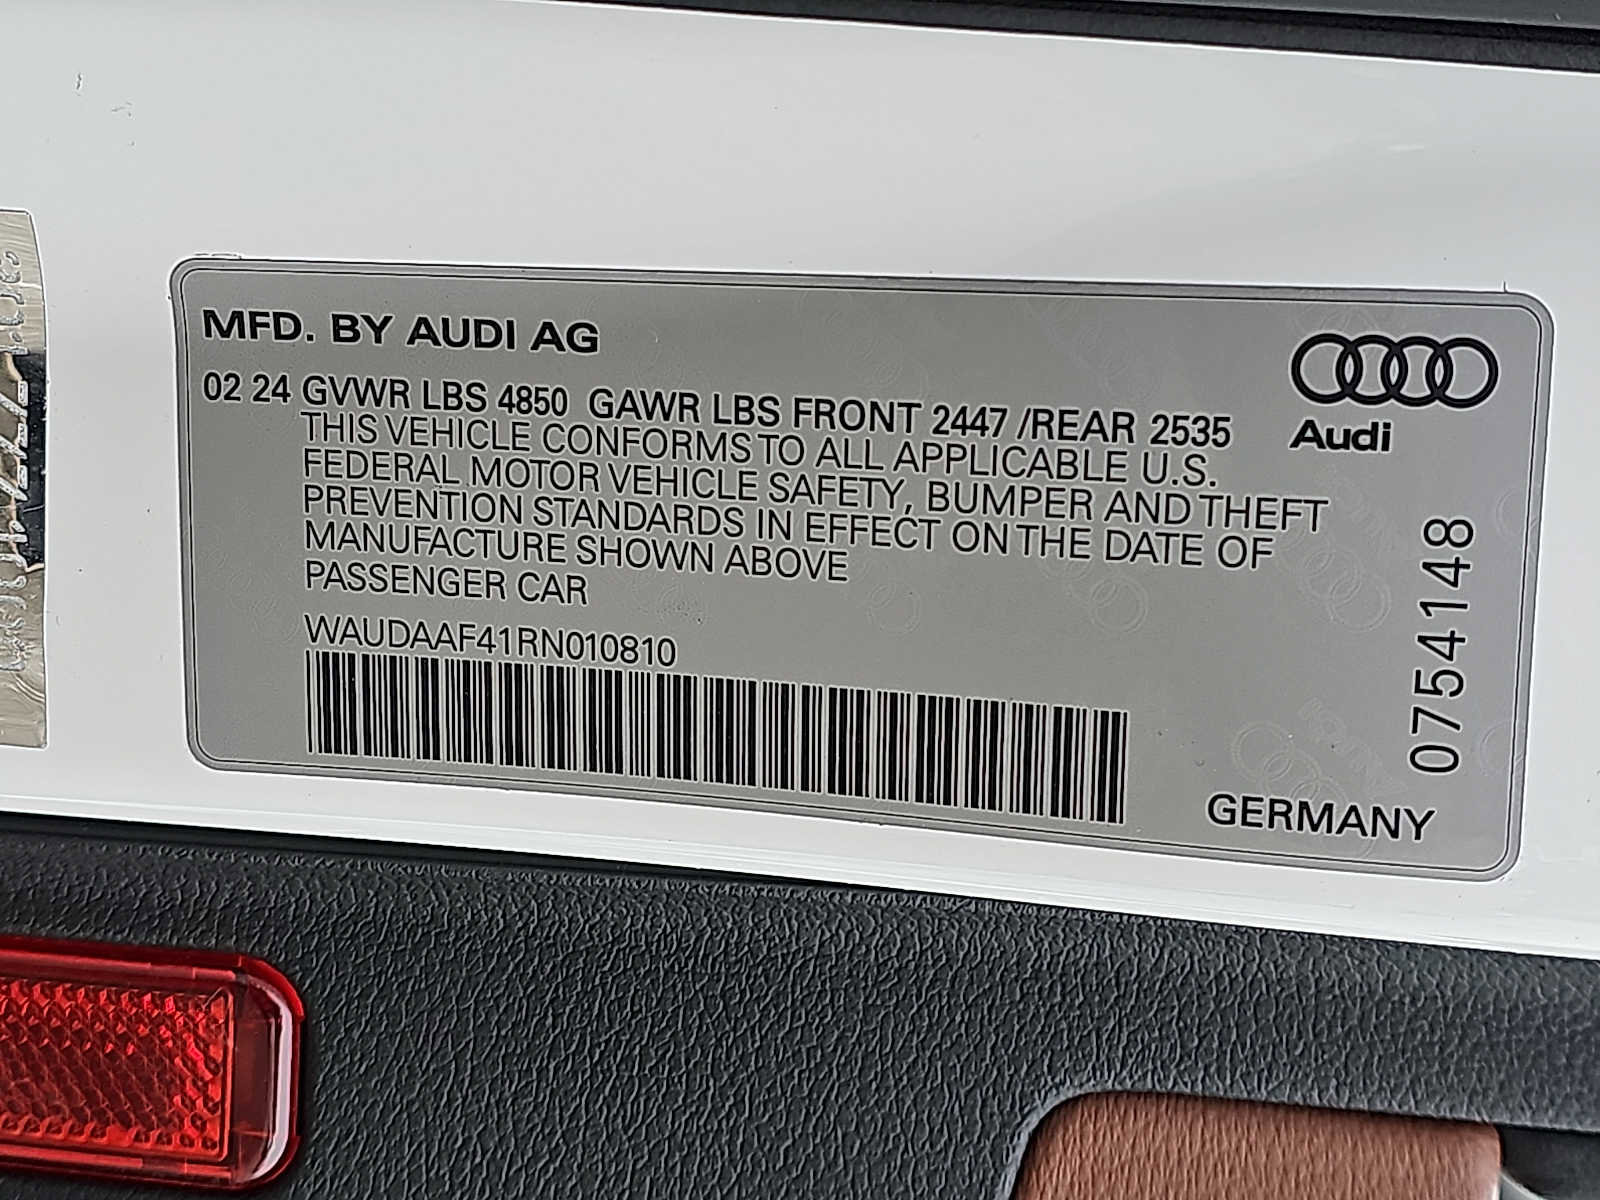 MFD. BY AUDI AG
02 24 GVWR LBS 4850 GAWR LBS FRONT 2447 /REAR 2535
THIS VEHICLE CONFORMS TO ALL APPLICABLE U.S.
FEDERAL MOTOR VEHICLE SAFETY, BUMPER AND THEFT
PREVENTION STANDARDS IN EFFECT ON THE DATE OF
MANUFACTURE SHOWN ABOVE
PASSENGER CAR
WAUDAAF41RN010810
Audi
0754148
GERMANY